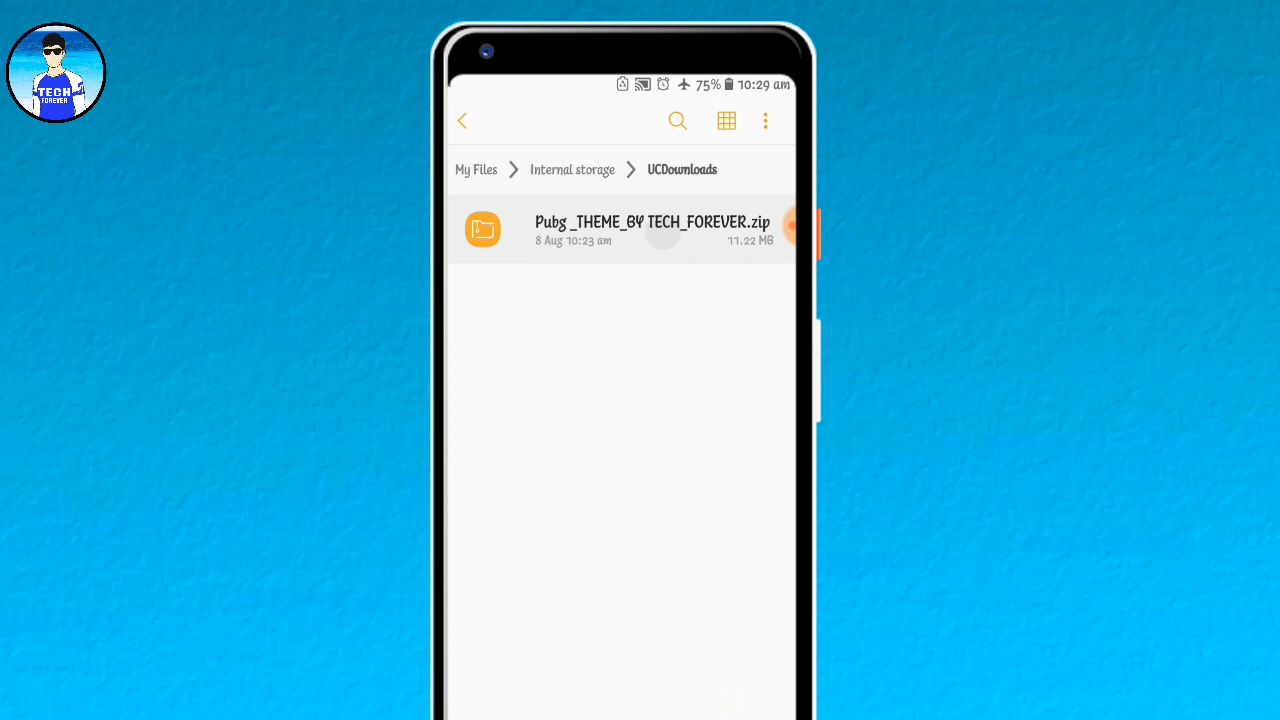 TECH
FOREVER
75% 10:29 am
My Files Internal storage UCDownloads
Pubg _THEME_BY TECH_FOREVER.zip
8 Aug 10:23 am 11.22 MB